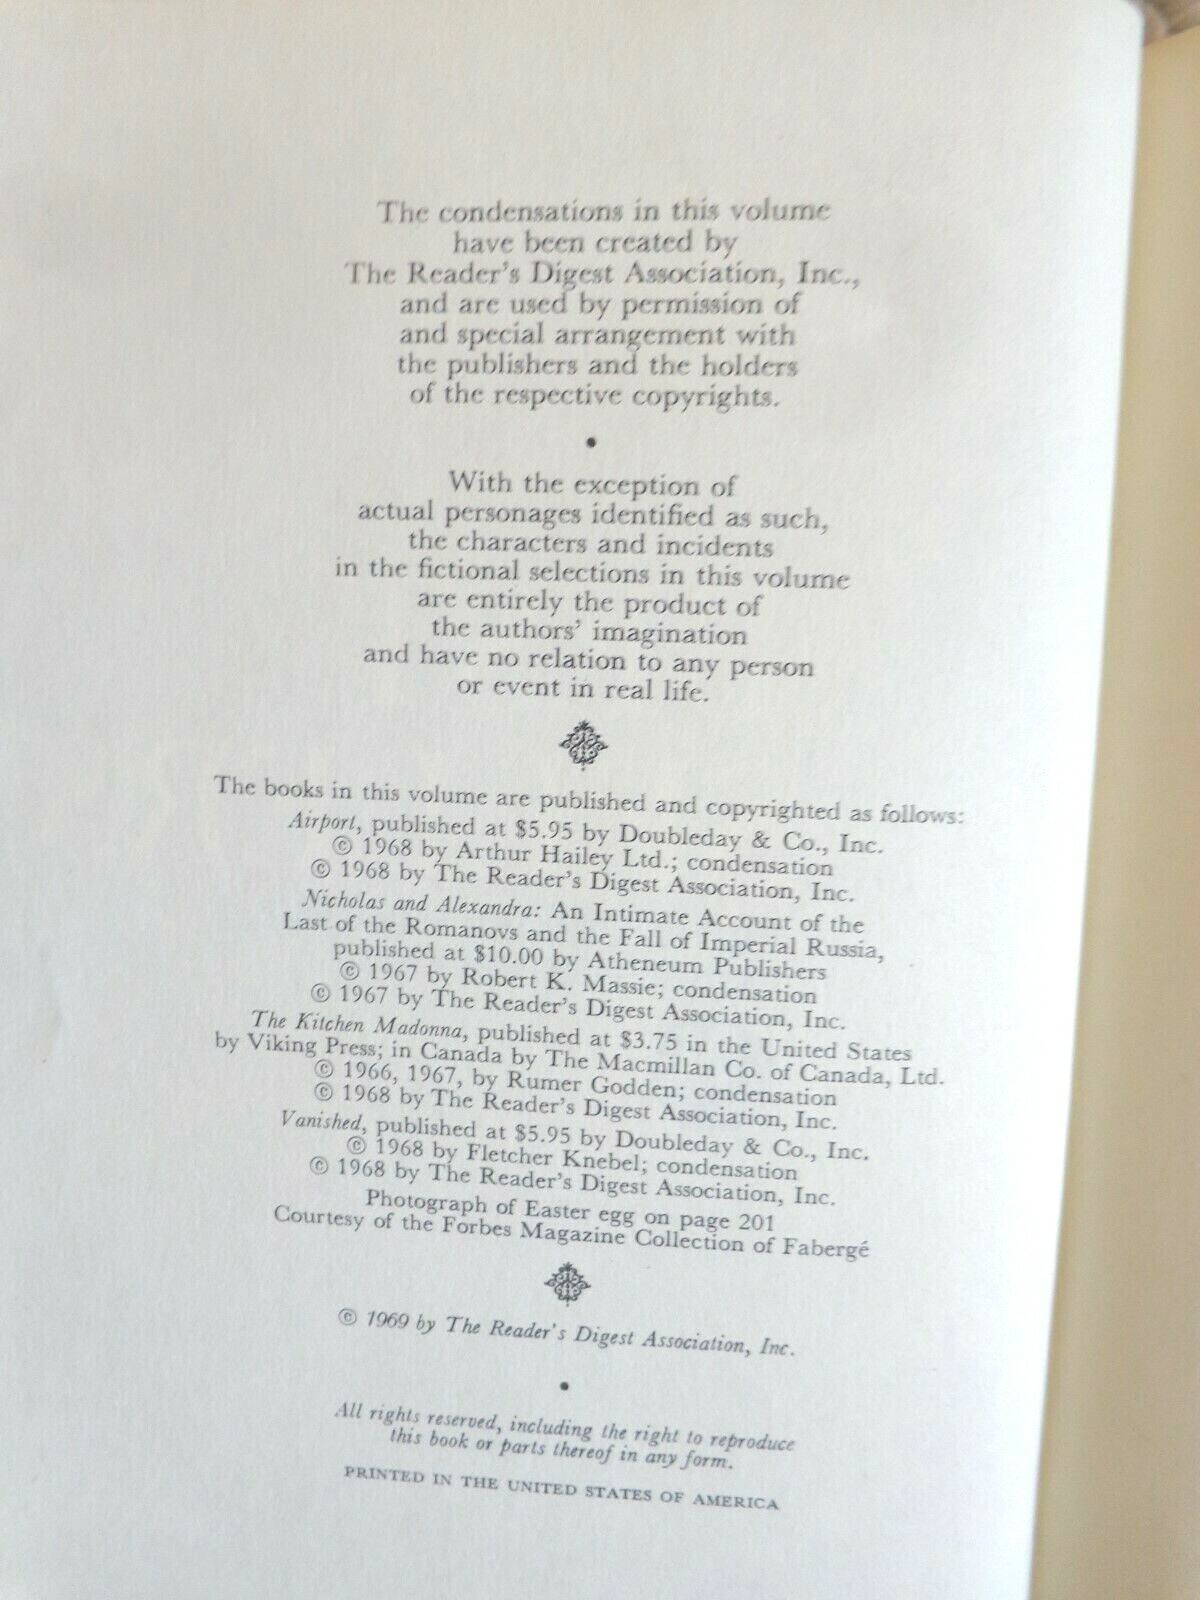 The condensations in this volume
have been created by
The Reader's Digest Association, Inc.,
and are used by permission of
and special arrangement with
the publishers and the holders
of the respective copyrights.
•
With the exception of
actual personages identified as such,
the characters and incidents
in the fictional selections in this volume
are entirely the product of
the authors' imagination
and have no relation to any person
or event in real life.
The books in this volume are published and copyrighted as follows:
Airport, published at $5.95 by Doubleday & Co., Inc.
© 1968 by Arthur Hailey Ltd.; condensation
© 1968 by The Reader's Digest Association, Inc.
Nicholas and Alexandra: An Intimate Account of the
Last of the Romanovs and the Fall of Imperial Russia,
published at $10.00 by Atheneum Publishers
© 1967 by Robert K. Massie; condensation
© 1967 by The Reader's Digest Association, Inc.
The Kitchen Madonna, published at $3.75 in the United States
by Viking Press; in Canada by The Macmillan Co. of Canada, Ltd.
© 1966, 1967, by Rumer Godden; condensation
© 1968 by The Reader's Digest Association, Inc.
Vanished, published at $5.95 by Doubleday & Co., Inc.
© 1968 by Fletcher Knebel; condensation
© 1968 by The Reader's Digest Association, Inc.
Photograph of Easter egg on page 201
Courtesy of the Forbes Magazine Collection of Fabergé
© 1969 by The Reader's Digest Association, Inc.
•
All rights reserved, including the right to reproduce
this book or parts thereof in any form.
PRINTED IN THE UNITED STATES OF AMERICA